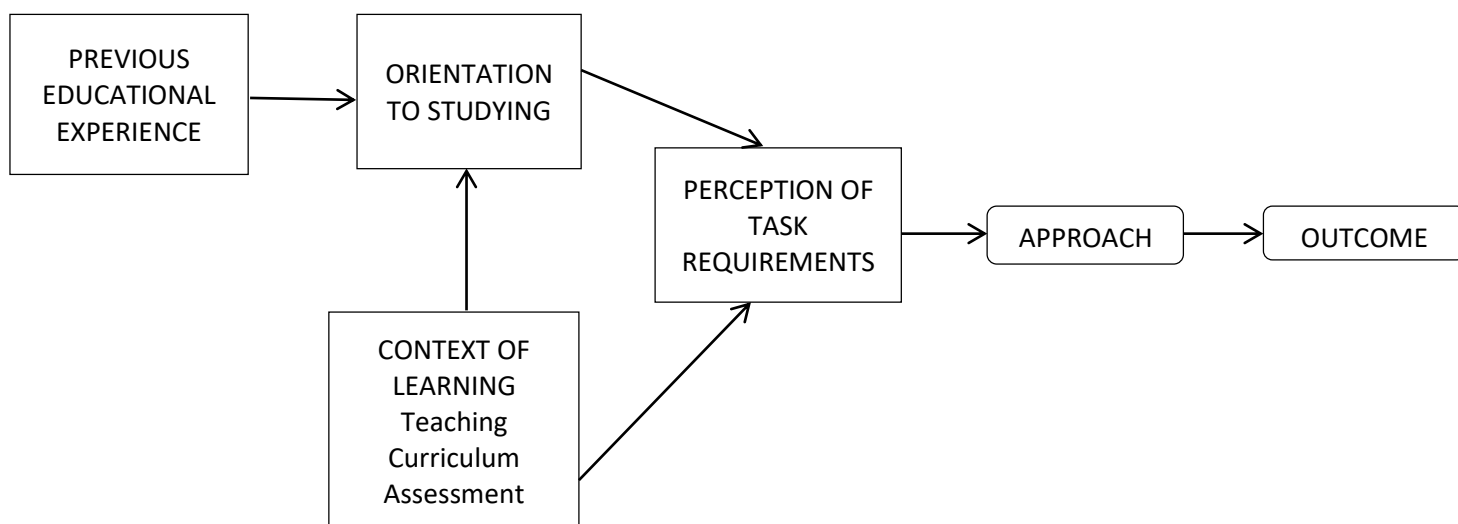 PREVIOUS
EDUCATIONAL
EXPERIENCE
ORIENTATION
TO STUDYING
PERCEPTION OF
TASK
REQUIREMENTS
APPROACH
OUTCOME
CONTEXT OF
LEARNING
Teaching
Curriculum
Assessment